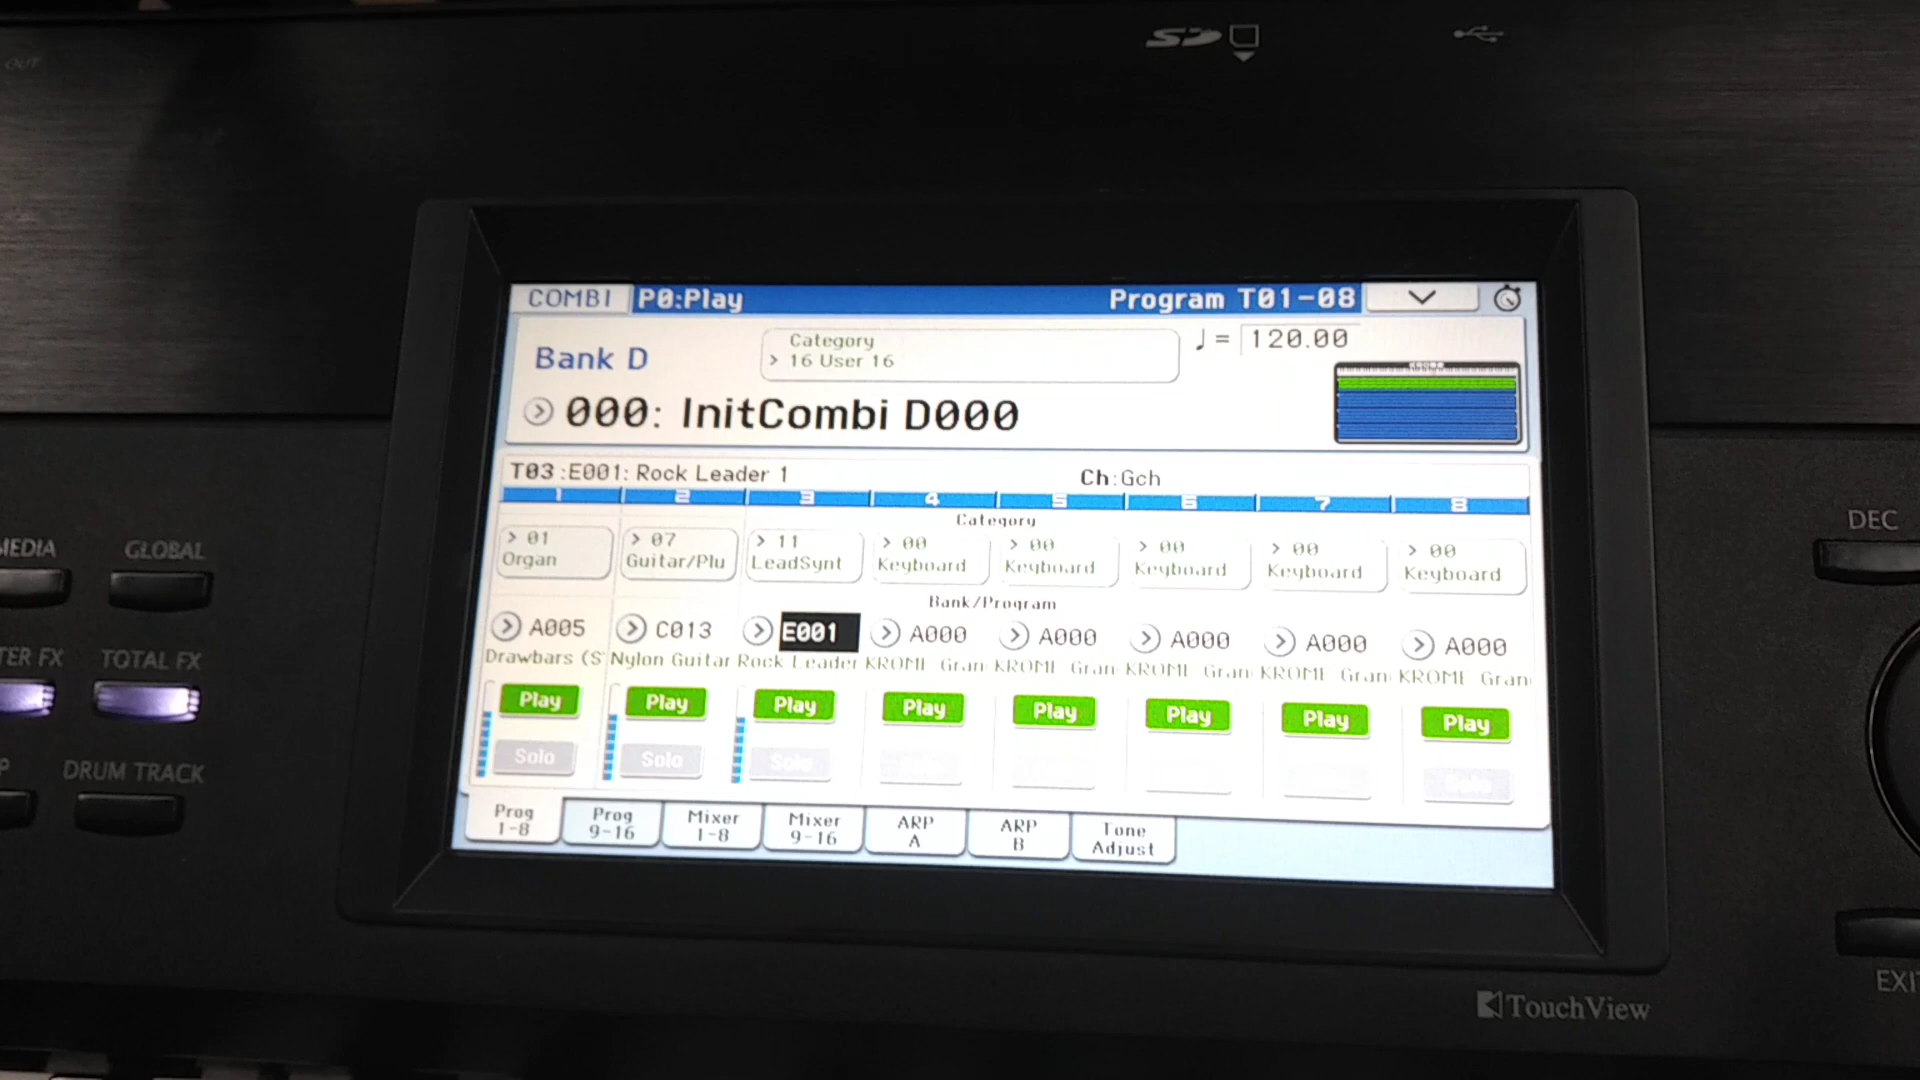 OUT
SD
COMBI P0:Play Program T01-08
Bank D
Category
16 User 16
♩= 120.00
000: InitCombi D000
T03 :E001: Rock Leader 1 Ch:Gch
1 2 3 4 5 6 7 8
Category
> 01 > 07 > 11 > 00 > 00 > 00 > 00 > 00
Organ Guitar/Plu LeadSynt Keyboard Keyboard Keyboard Keyboard Keyboard
Bank/Program
A005 C013 E001 A000 A000 A000 A000 A000
Drawbars (S Nylon Guitar Rock Leader KROME Gran KROME Gran KROME Gran KROME Gran KROME Gran
Play Play Play Play Play Play Play Play
Solo Solo Solo Solo
Prog 1-8
Prog 9-16
Mixer 1-8
Mixer 9-16
ARP A
ARP B
Tone Adjust
MEDIA GLOBAL
TER FX TOTAL FX
P DRUM TRACK
DEC
EXI
TouchView